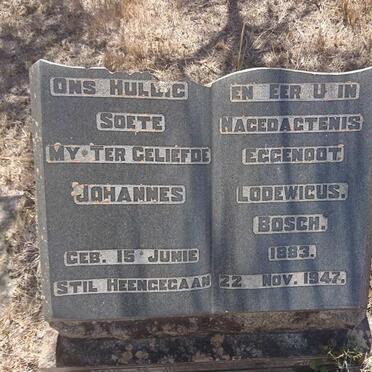 ONS HULDIG EN EER U IN
SOETE NAGEDAGTENIS
MY TER GELIEFDE EGGENOOT
JOHANNES LODEWICUS.
BOSCH.
GEB. 15 JUNIE 1893.
STIL HEENGEGAAN 22 NOV. 1947.